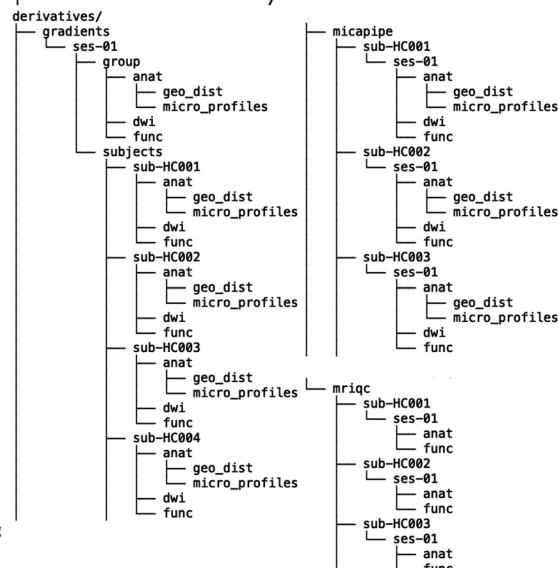 derivatives/
gradients
ses-01
group
anat
geo_dist
micro_profiles
dwi
func
subjects
sub-HC001
anat
geo_dist
micro_profiles
dwi
func
sub-HC002
anat
geo_dist
micro_profiles
dwi
func
sub-HC003
anat
geo_dist
micro_profiles
dwi
func
sub-HC004
anat
geo_dist
micro_profiles
dwi
func
micapipe
sub-HC001
ses-01
anat
geo_dist
micro_profiles
dwi
func
sub-HC002
ses-01
anat
geo_dist
micro_profiles
dwi
func
sub-HC003
ses-01
anat
geo_dist
micro_profiles
dwi
func
mriqc
sub-HC001
ses-01
anat
func
sub-HC002
ses-01
anat
func
sub-HC003
ses-01
anat
func